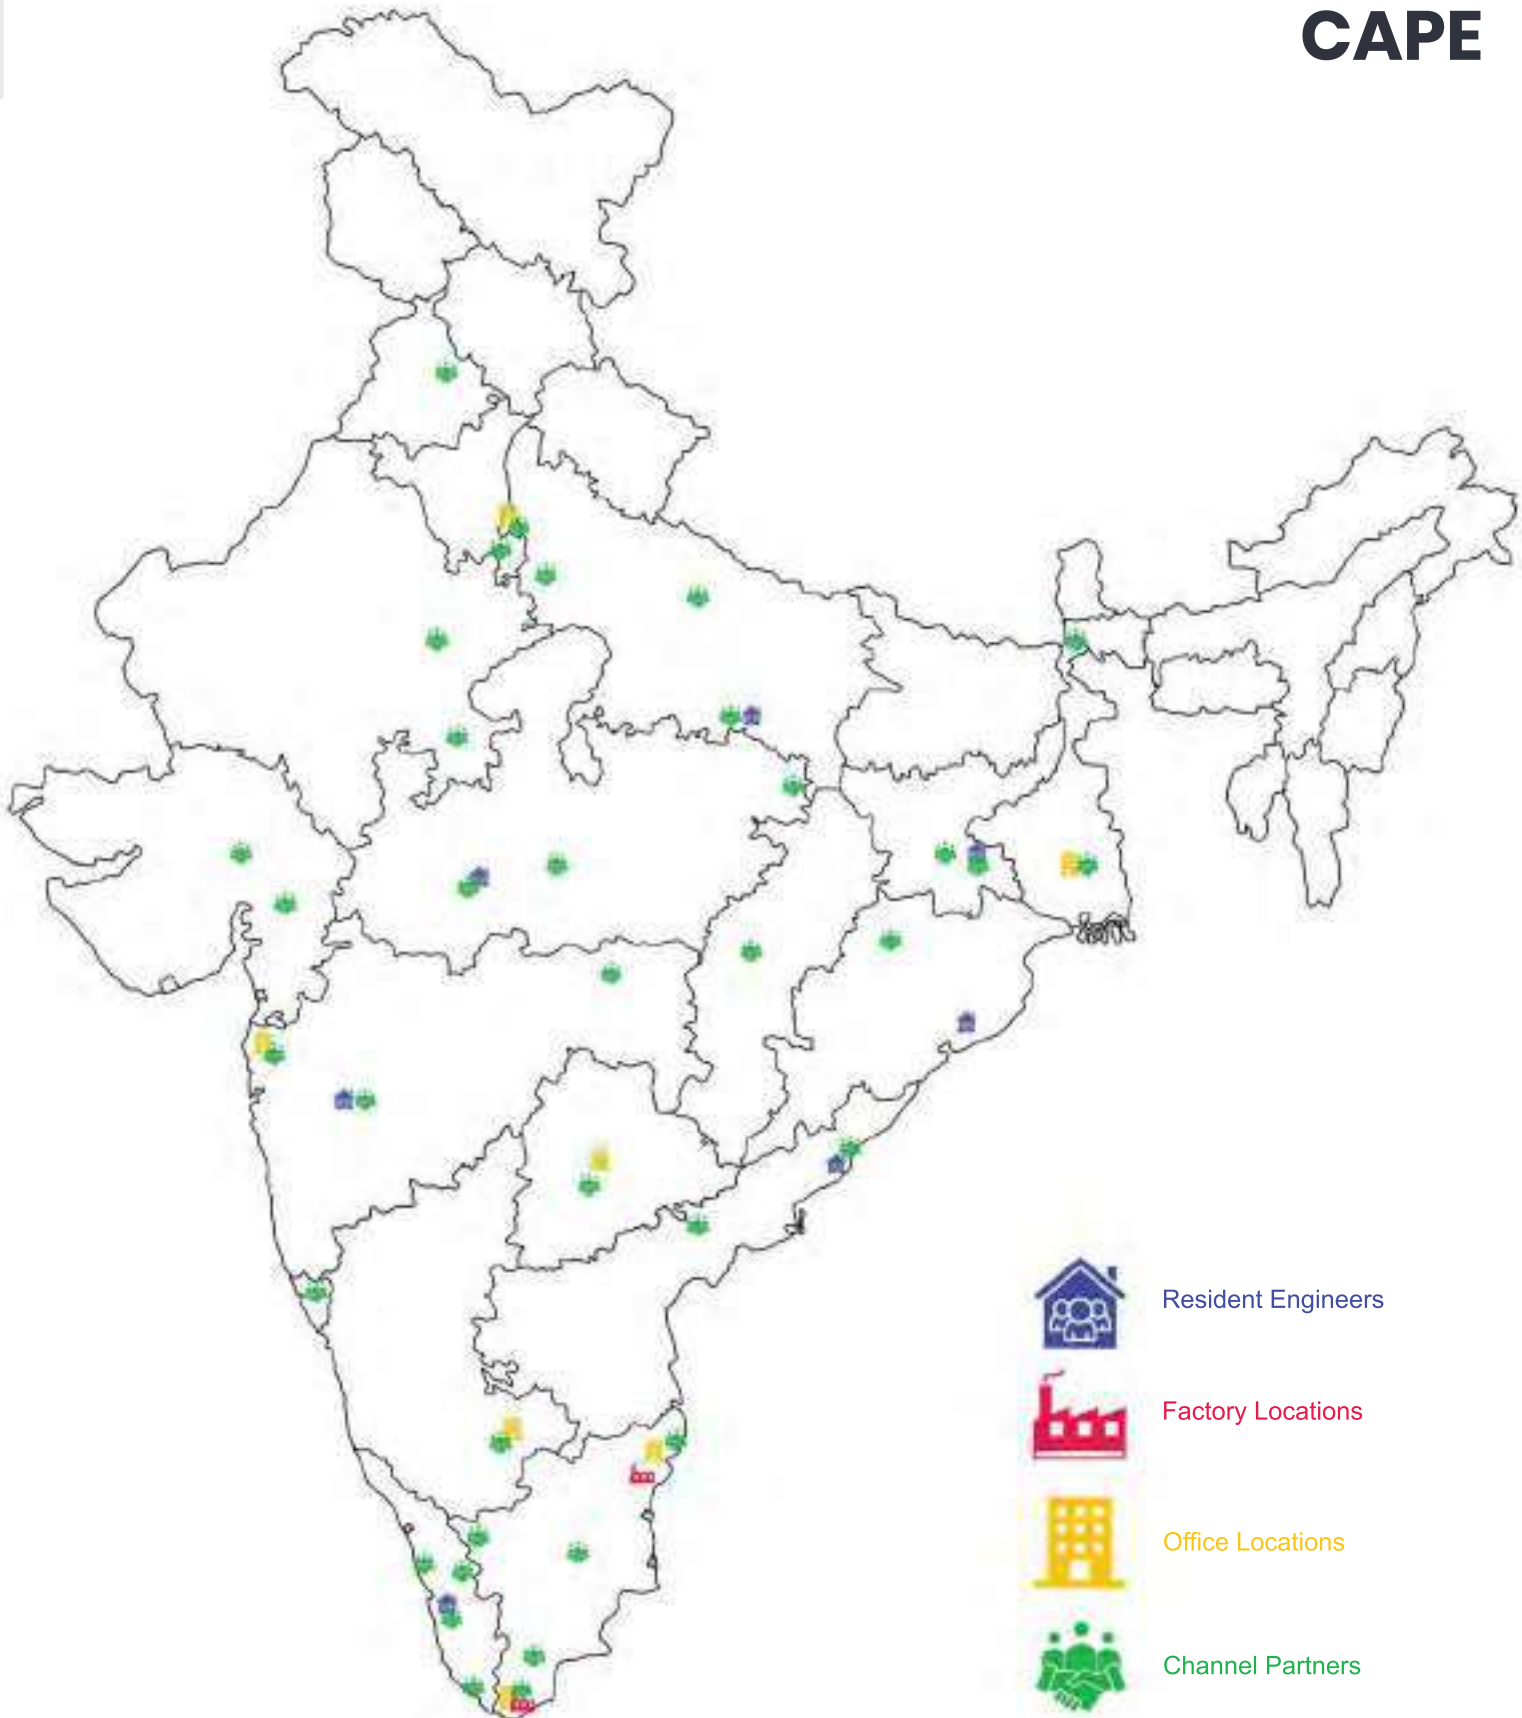 CAPE
Resident Engineers
Factory Locations
Office Locations
Channel Partners